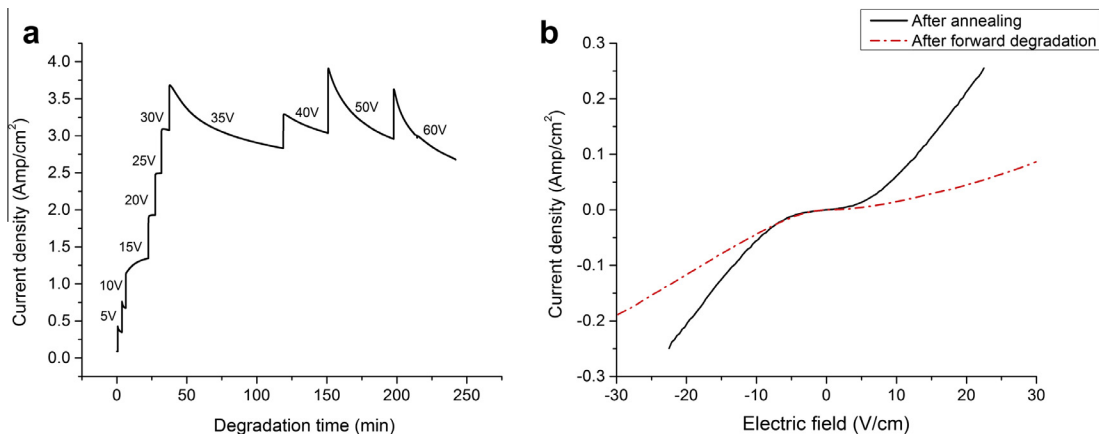 a
Current density (Amp/cm²)
4.0
3.5
3.0
2.5
2.0
1.5
1.0
0.5
0.0
5V
10V
15V
20V
25V
30V
35V
40V
50V
60V
0 50 100 150 200 250
Degradation time (min)
b
After annealing
After forward degradation
Current density (Amp/cm²)
0.3
0.2
0.1
0.0
-0.1
-0.2
-0.3
-30 -20 -10 0 10 20 30
Electric field (V/cm)